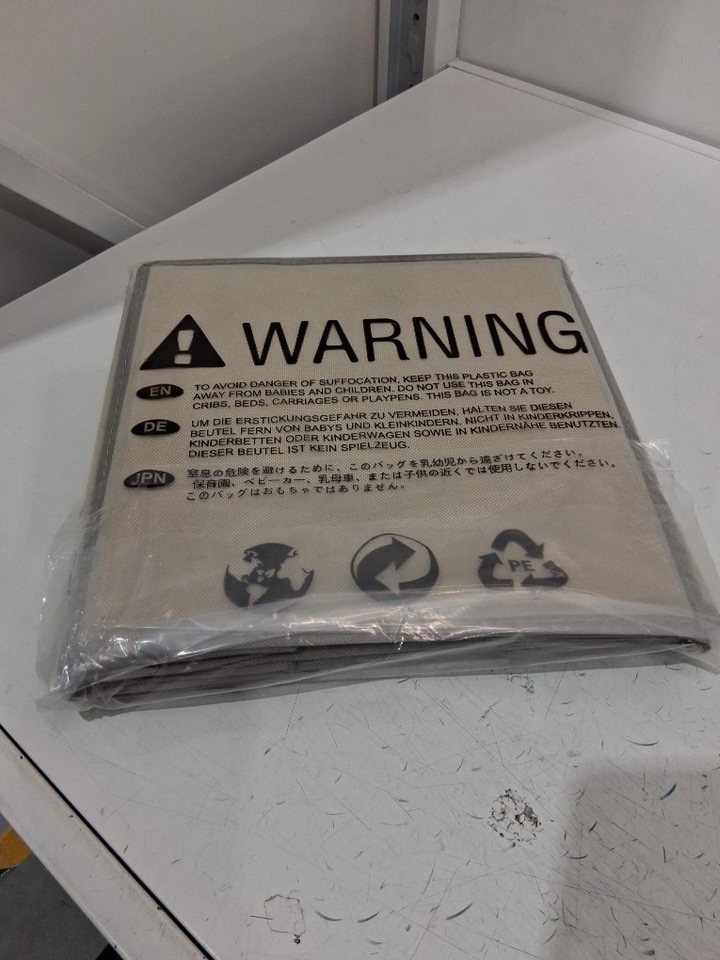 WARNING
EN
TO AVOID DANGER OF SUFFOCATION, KEEP THIS PLASTIC BAG
AWAY FROM BABIES AND CHILDREN. DO NOT USE THIS BAG IN
CRIBS, BEDS, CARRIAGES OR PLAYPENS. THIS BAG IS NOT A TOY.
DE
UM DIE ERSTICKUNGSGEFAHR ZU VERMEIDEN, HALTEN SIE DIESEN
BEUTEL FERN VON BABYS UND KLEINKINDERN. NICHT IN KINDERKRIPPEN,
KINDERBETTEN ODER KINDERWAGEN SOWIE IN KINDERNÄHE BENUTZTEN.
DIESER BEUTEL IST KEIN SPIELZEUG.
JPN
窒息の危険を避けるために、このバッグを乳幼児から遠ざけてください。
保育園、ベビーカー、乳母車、または子供の近くでは使用しないでください。
このバッグはおもちゃではありません。
PE